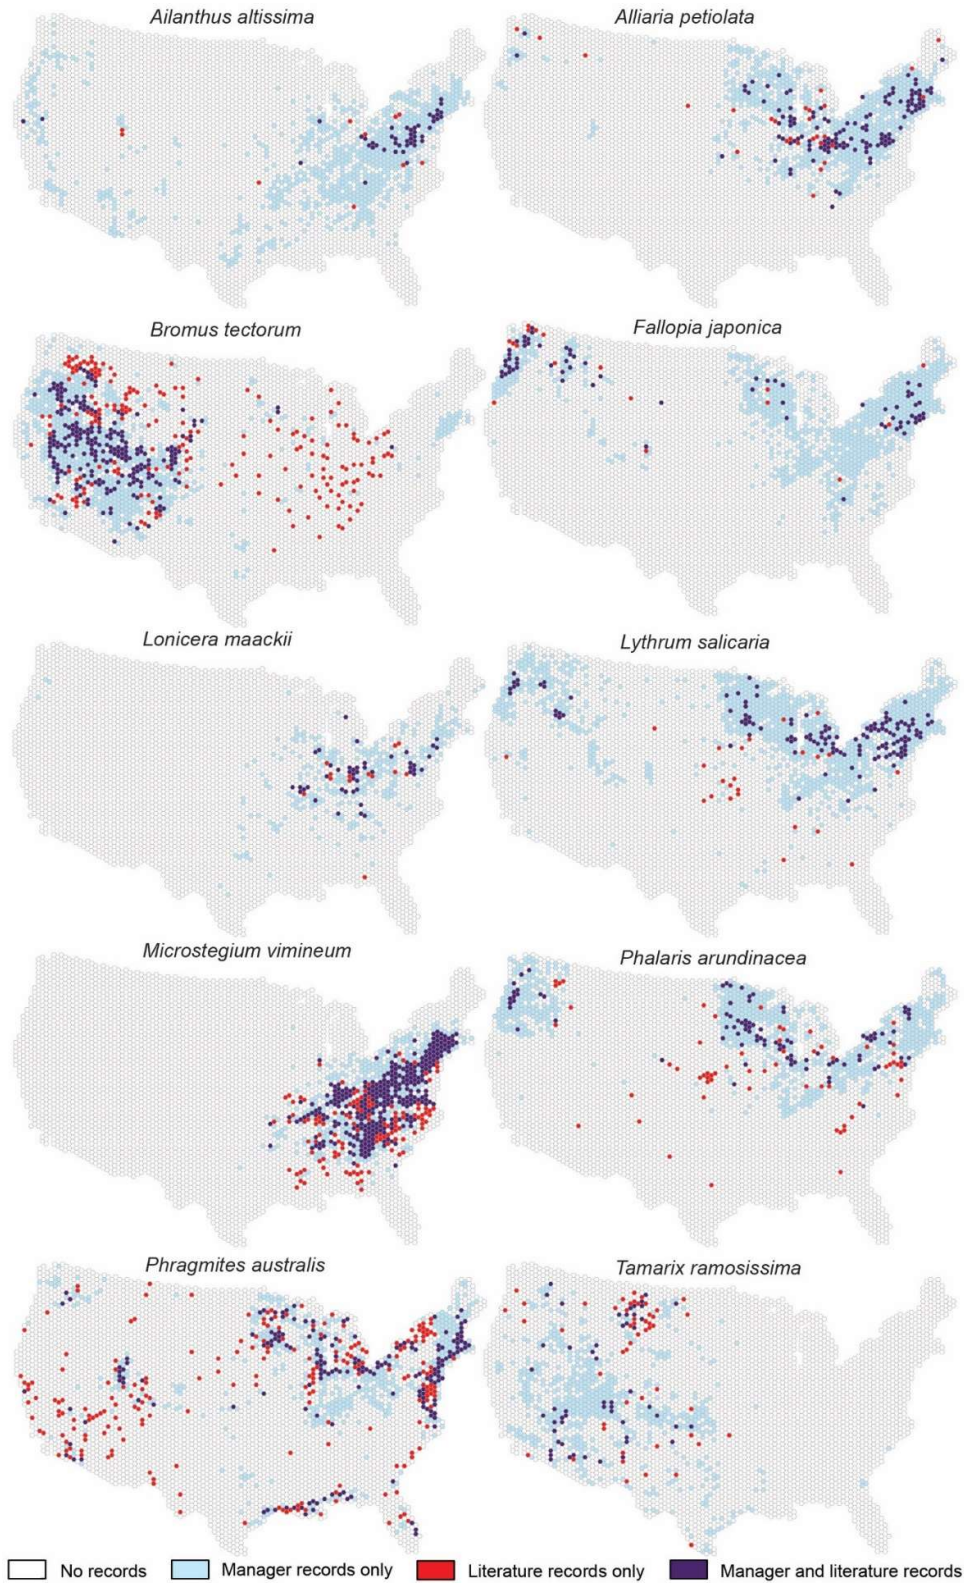 Ailanthus altissima
Alliaria petiolata
Bromus tectorum
Fallopia japonica
Lonicera maackii
Lythrum salicaria
Microstegium vimineum
Phalaris arundinacea
Phragmites australis
Tamarix ramosissima
No records
Manager records only
Literature records only
Manager and literature records